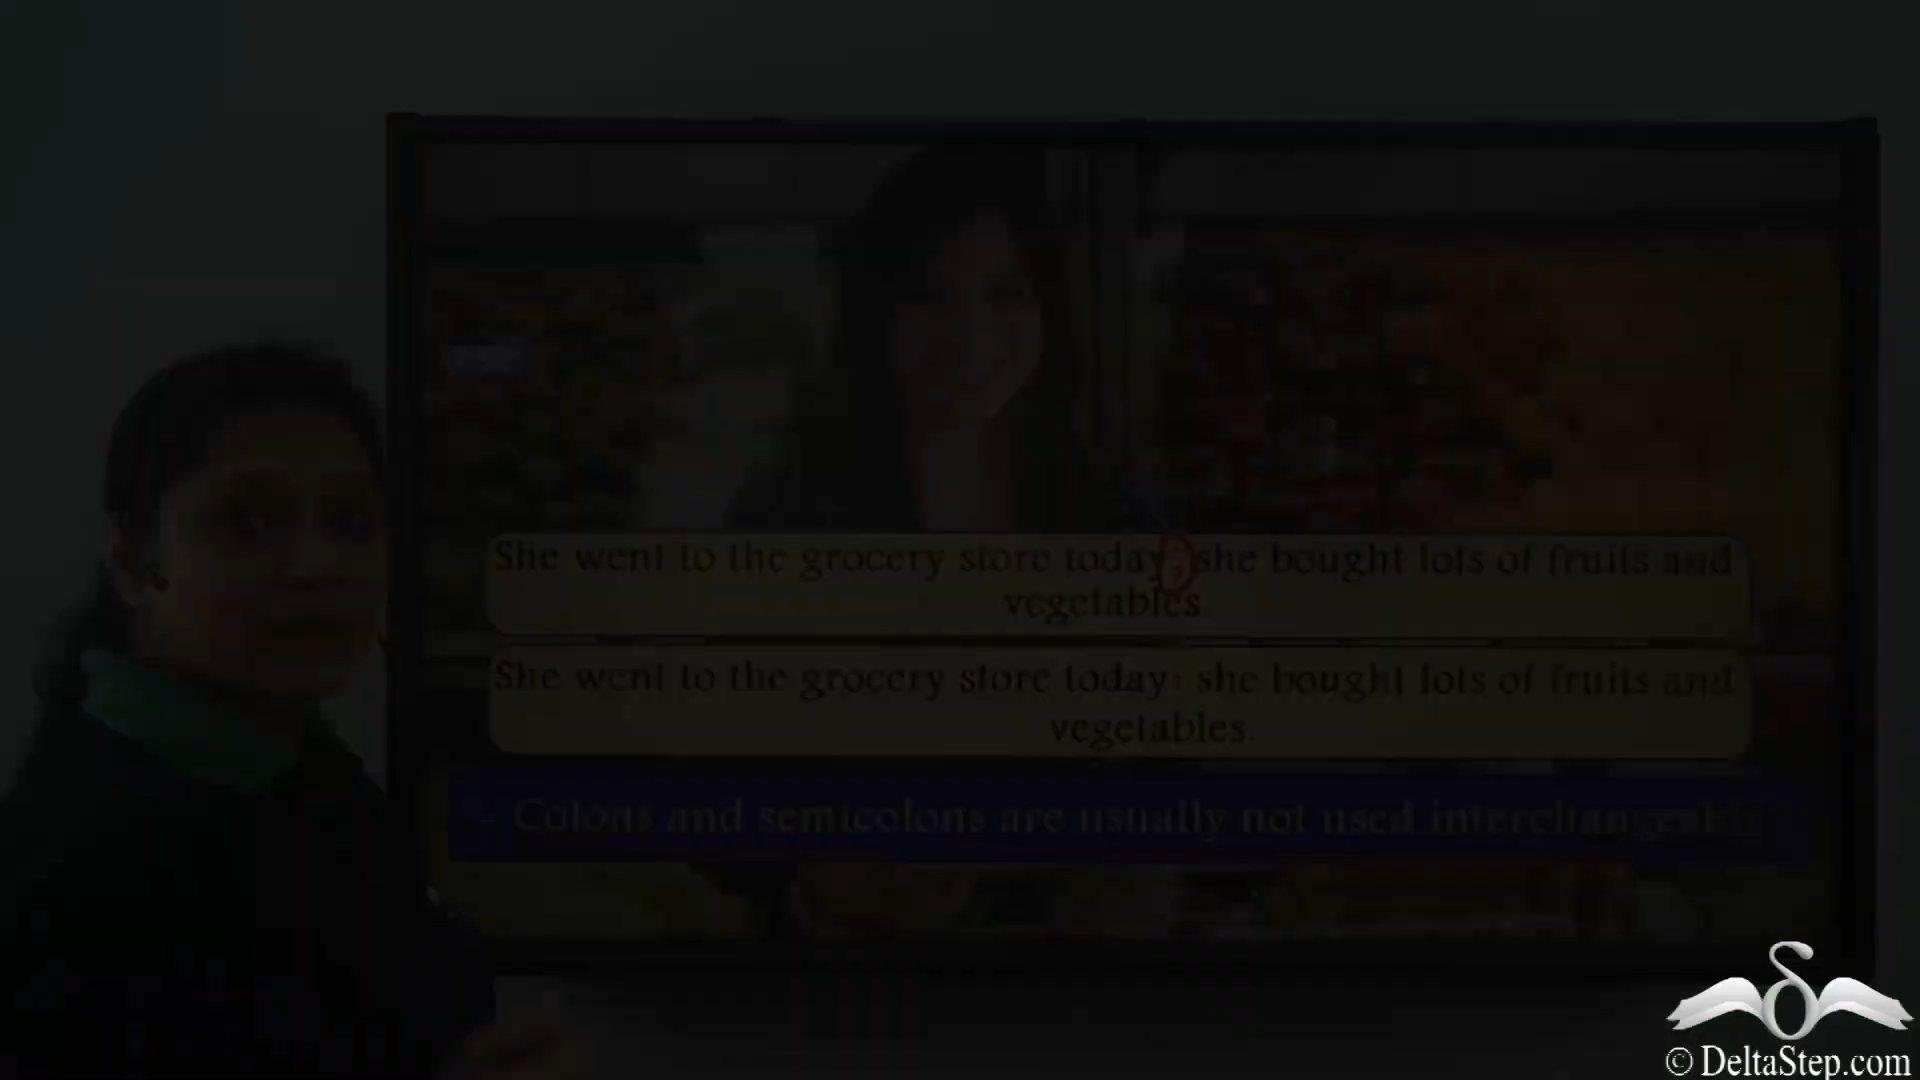 She went to the grocery store today; she bought lots of fruits and
vegetables.
She went to the grocery store today: she bought lots of fruits and
vegetables.
- Colons and semicolons are usually not used interchangeably
© DeltaStep.com